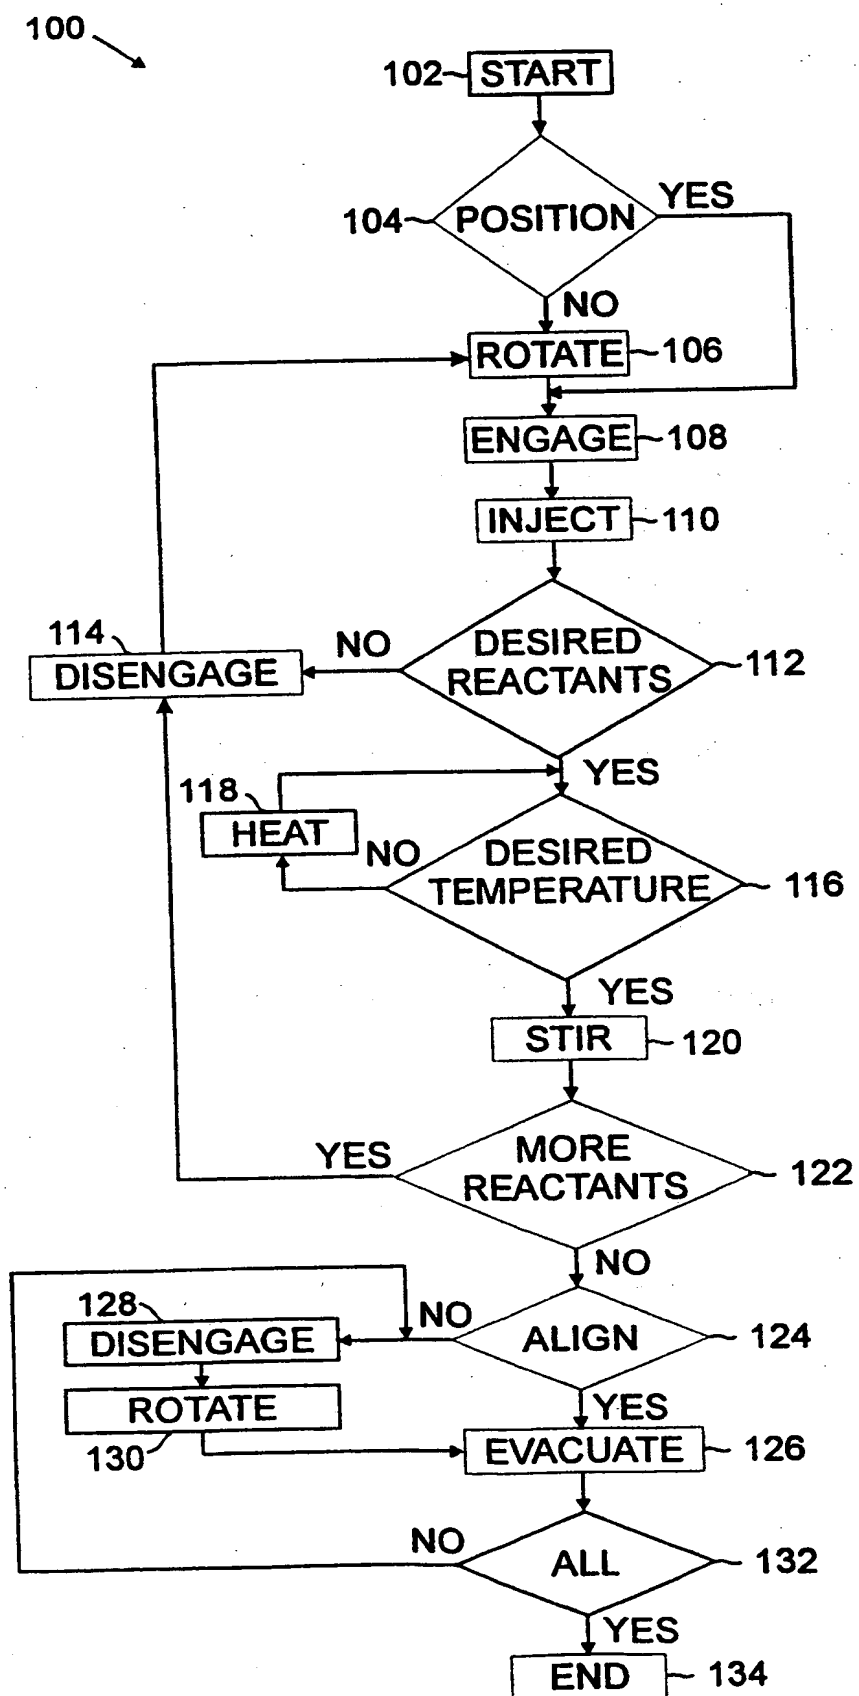 100
102 START
104 POSITION YES
NO
ROTATE 106
ENGAGE 108
INJECT 110
114 NO DESIRED
REACTANTS 112
DISENGAGE
YES
118
HEAT NO DESIRED
TEMPERATURE 116
YES
STIR 120
YES MORE
REACTANTS 122
NO
128 NO
DISENGAGE ALIGN 124
ROTATE YES
130 EVACUATE 126
NO ALL 132
YES
END 134